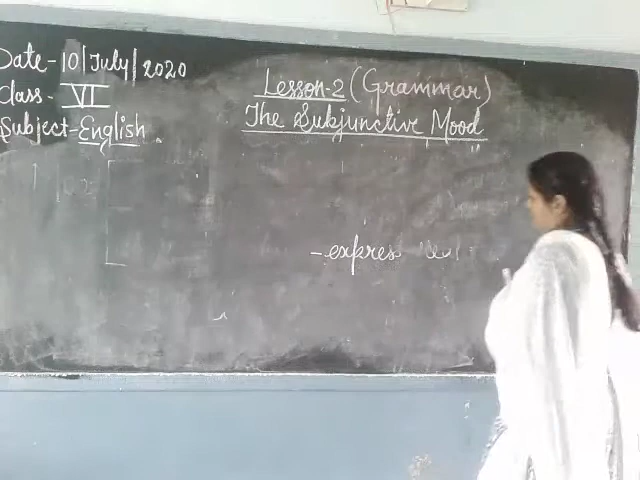 Date-10/July/2020
Class-VI
Subject-English.
Lesson-2 (Grammar)
The Subjunctive Mood
-expres